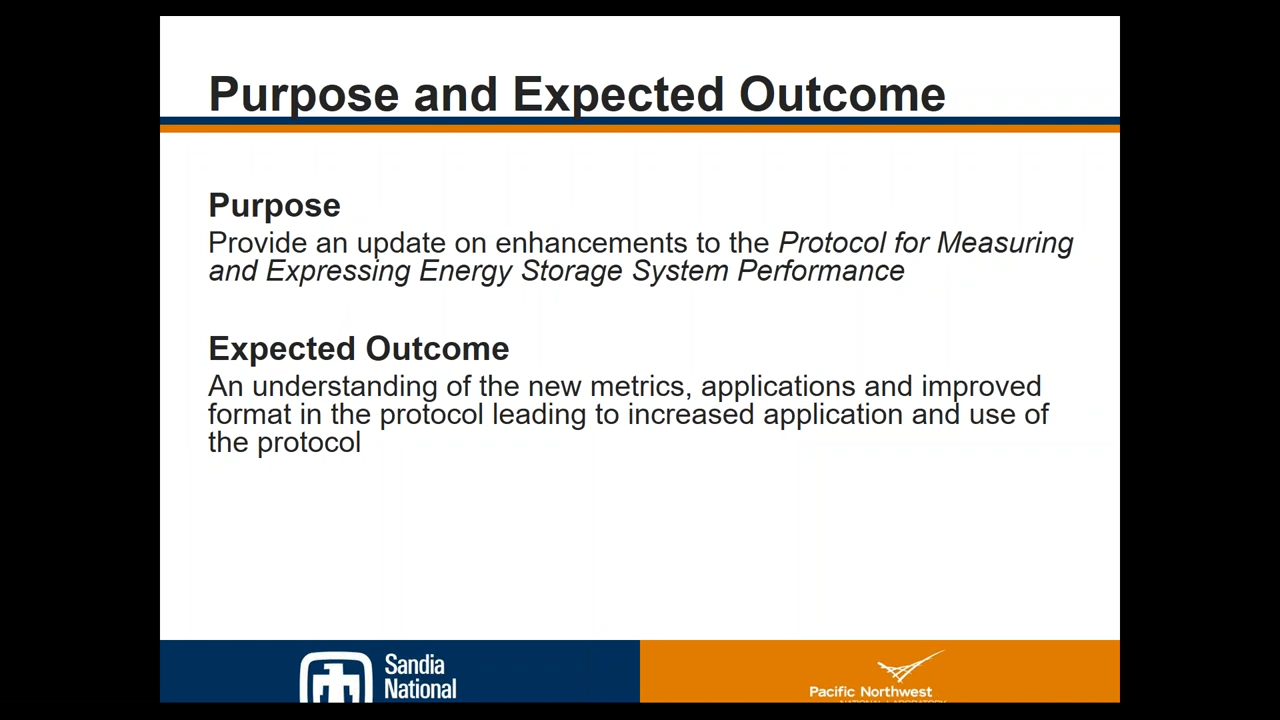 Purpose and Expected Outcome
Purpose
Provide an update on enhancements to the Protocol for Measuring
and Expressing Energy Storage System Performance
Expected Outcome
An understanding of the new metrics, applications and improved
format in the protocol leading to increased application and use of
the protocol
Sandia
National
Pacific Northwest
NATIONAL LABORATORY